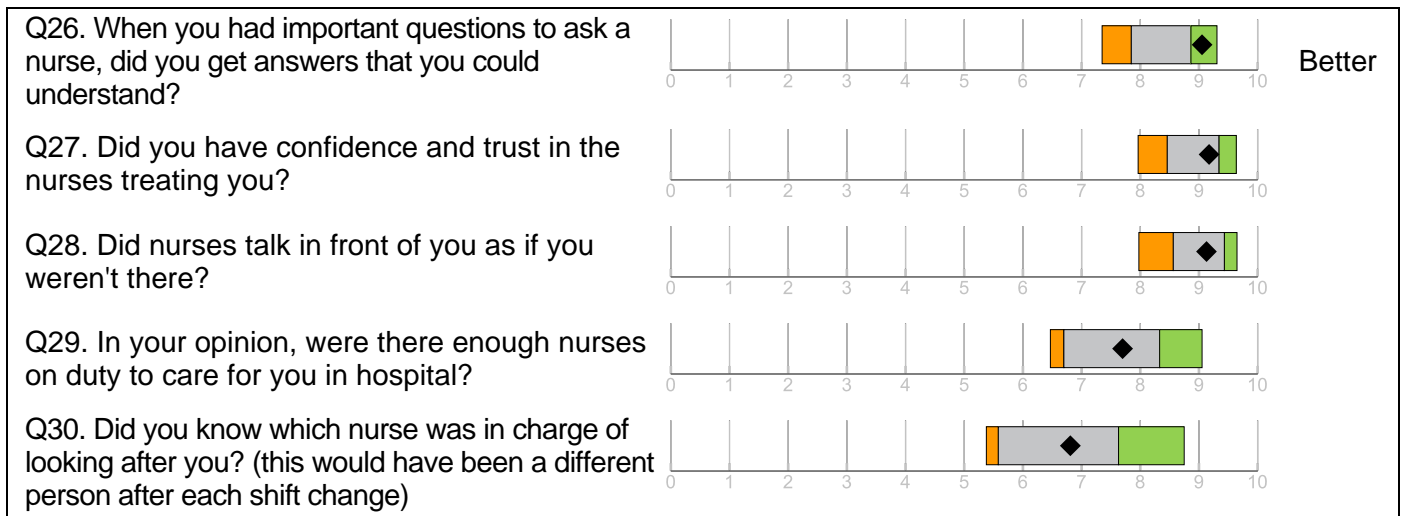 Q26. When you had important questions to ask a
nurse, did you get answers that you could
understand?
0 1 2 3 4 5 6 7 8 9 10
Better
Q27. Did you have confidence and trust in the
nurses treating you?
0 1 2 3 4 5 6 7 8 9 10
Q28. Did nurses talk in front of you as if you
weren't there?
0 1 2 3 4 5 6 7 8 9 10
Q29. In your opinion, were there enough nurses
on duty to care for you in hospital?
0 1 2 3 4 5 6 7 8 9 10
Q30. Did you know which nurse was in charge of
looking after you? (this would have been a different
person after each shift change)
0 1 2 3 4 5 6 7 8 9 10